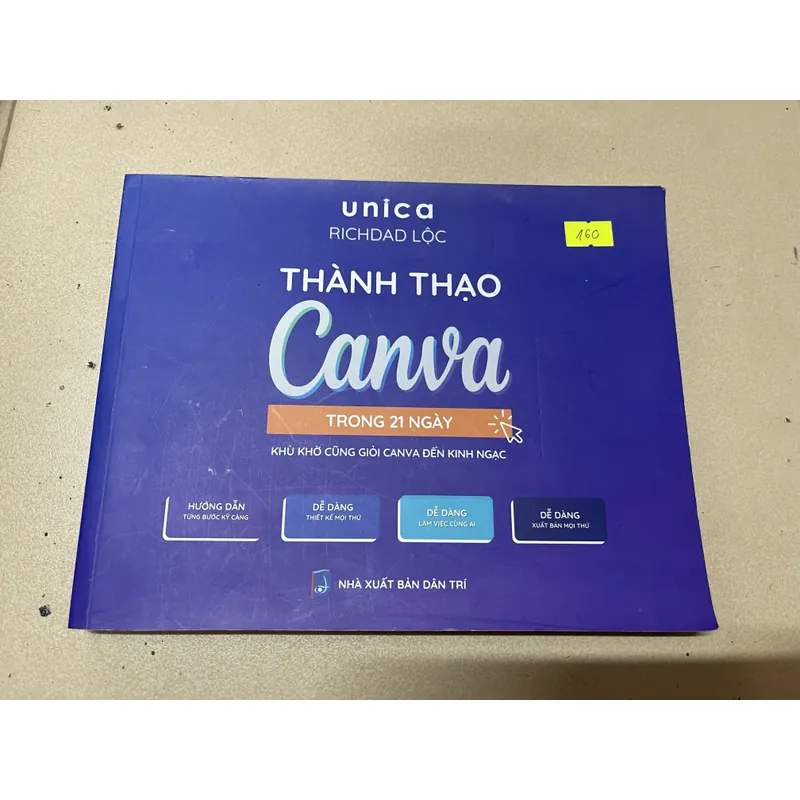 unica
RICHDAD LỘC
160
THÀNH THẠO
Canva
TRONG 21 NGÀY
KHÙ KHỜ CŨNG GIỎI CANVA ĐẾN KINH NGẠC
HƯỚNG DẪN
TỪNG BƯỚC KỸ CÀNG
DỄ DÀNG
THIẾT KẾ MỌI THỨ
DỄ DÀNG
LÀM VIỆC CÙNG AI
DỄ DÀNG
XUẤT BẢN MỌI THỨ
NHÀ XUẤT BẢN DÂN TRÍ